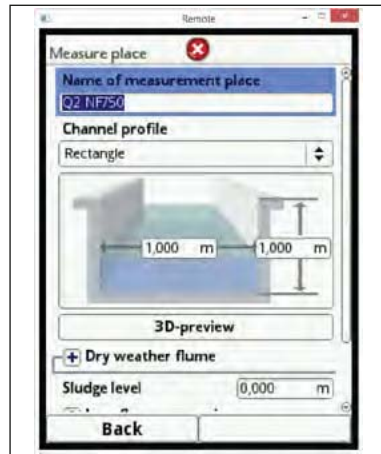 Remote
Measure place
Name of measurement place
Q2 NF750
Channel profile
Rectangle
1,000 m 1,000 m
3D-preview
Dry weather flume
Sludge level 0,000 m
Back